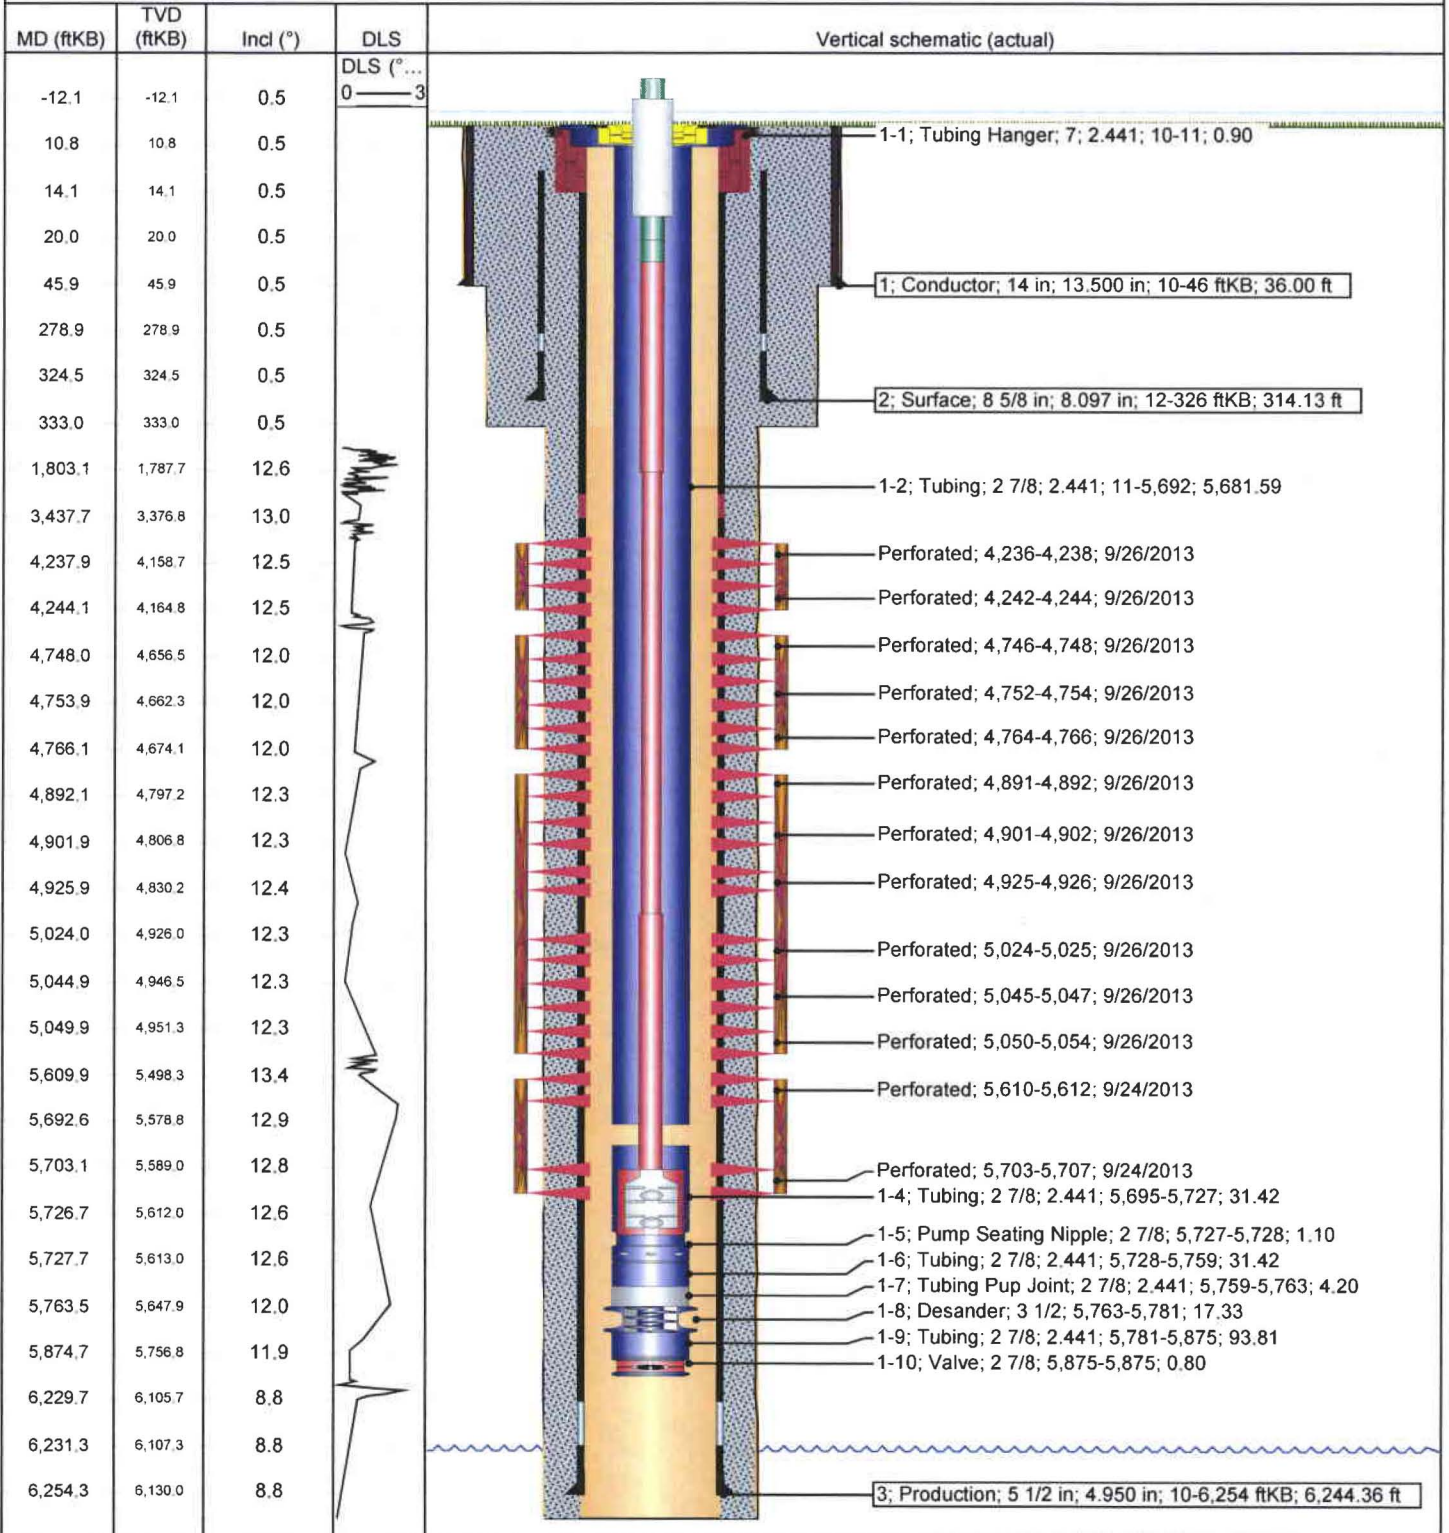 MD (ftKB) TVD (ftKB) Incl (°) DLS Vertical schematic (actual)
DLS (°...
0 3
-12.1 -12.1 0.5
10.8 10.8 0.5
14.1 14.1 0.5
20.0 20.0 0.5
45.9 45.9 0.5
278.9 278.9 0.5
324.5 324.5 0.5
333.0 333.0 0.5
1,803.1 1,787.7 12.6
3,437.7 3,376.8 13.0
4,237.9 4,158.7 12.5
4,244.1 4,164.8 12.5
4,748.0 4,656.5 12.0
4,753.9 4,662.3 12.0
4,766.1 4,674.1 12.0
4,892.1 4,797.2 12.3
4,901.9 4,806.8 12.3
4,925.9 4,830.2 12.4
5,024.0 4,926.0 12.3
5,044.9 4,946.5 12.3
5,049.9 4,951.3 12.3
5,609.9 5,498.3 13.4
5,692.6 5,578.8 12.9
5,703.1 5,589.0 12.8
5,726.7 5,612.0 12.6
5,727.7 5,613.0 12.6
5,763.5 5,647.9 12.0
5,874.7 5,756.8 11.9
6,229.7 6,105.7 8.8
6,231.3 6,107.3 8.8
6,254.3 6,130.0 8.8
1-1; Tubing Hanger; 7; 2.441; 10-11; 0.90
1; Conductor; 14 in; 13.500 in; 10-46 ftKB; 36.00 ft
2; Surface; 8 5/8 in; 8.097 in; 12-326 ftKB; 314.13 ft
1-2; Tubing; 2 7/8; 2.441; 11-5,692; 5,681.59
Perforated; 4,236-4,238; 9/26/2013
Perforated; 4,242-4,244; 9/26/2013
Perforated; 4,746-4,748; 9/26/2013
Perforated; 4,752-4,754; 9/26/2013
Perforated; 4,764-4,766; 9/26/2013
Perforated; 4,891-4,892; 9/26/2013
Perforated; 4,901-4,902; 9/26/2013
Perforated; 4,925-4,926; 9/26/2013
Perforated; 5,024-5,025; 9/26/2013
Perforated; 5,045-5,047; 9/26/2013
Perforated; 5,050-5,054; 9/26/2013
Perforated; 5,610-5,612; 9/24/2013
Perforated; 5,703-5,707; 9/24/2013
1-4; Tubing; 2 7/8; 2.441; 5,695-5,727; 31.42
1-5; Pump Seating Nipple; 2 7/8; 5,727-5,728; 1.10
1-6; Tubing; 2 7/8; 2.441; 5,728-5,759; 31.42
1-7; Tubing Pup Joint; 2 7/8; 2.441; 5,759-5,763; 4.20
1-8; Desander; 3 1/2; 5,763-5,781; 17.33
1-9; Tubing; 2 7/8; 2.441; 5,781-5,875; 93.81
1-10; Valve; 2 7/8; 5,875-5,875; 0.80
3; Production; 5 1/2 in; 4.950 in; 10-6,254 ftKB; 6,244.36 ft